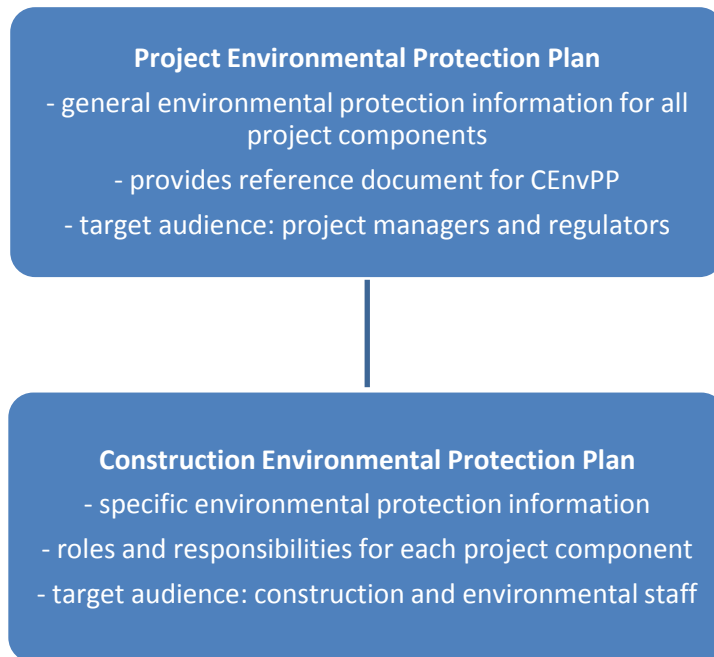 Project Environmental Protection Plan
- general environmental protection information for all
project components
- provides reference document for CEnvPP
- target audience: project managers and regulators
Construction Environmental Protection Plan
- specific environmental protection information
- roles and responsibilities for each project component
- target audience: construction and environmental staff